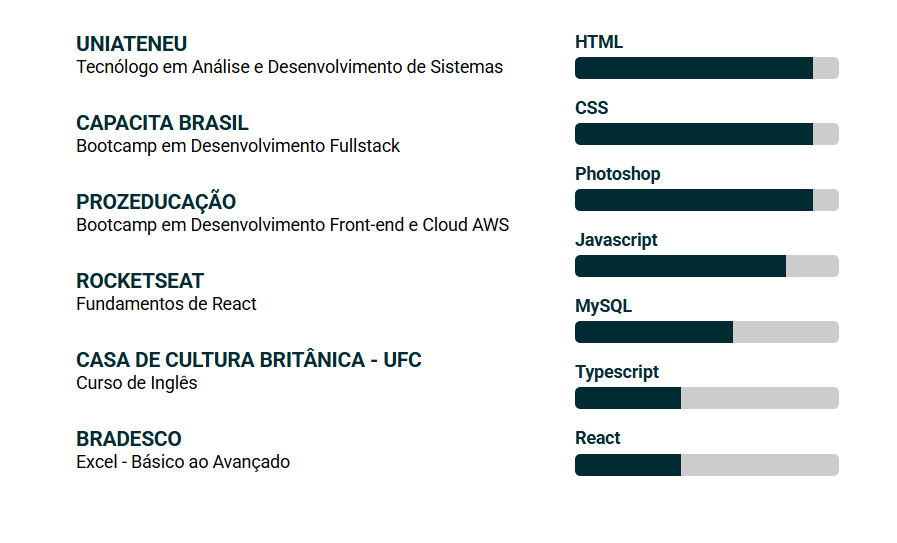 UNIATENEU
Tecnólogo em Análise e Desenvolvimento de Sistemas
CAPACITA BRASIL
Bootcamp em Desenvolvimento Fullstack
PROZEDUCAÇÃO
Bootcamp em Desenvolvimento Front-end e Cloud AWS
ROCKETSEAT
Fundamentos de React
CASA DE CULTURA BRITÂNICA - UFC
Curso de Inglês
BRADESCO
Excel - Básico ao Avançado
HTML
CSS
Photoshop
Javascript
MySQL
Typescript
React